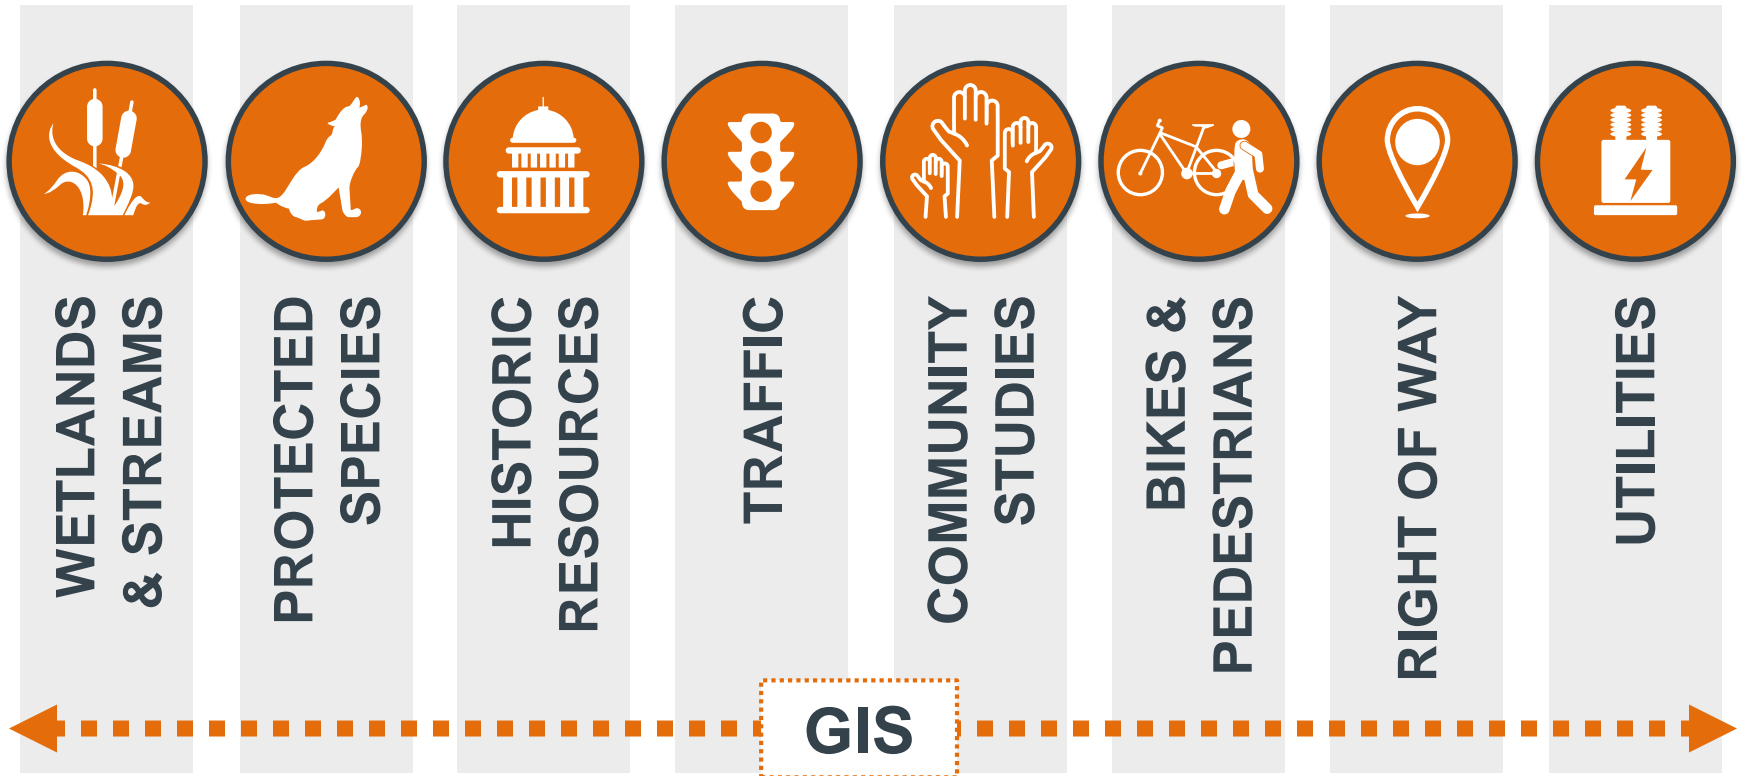 WETLANDS
& STREAMS
PROTECTED
SPECIES
HISTORIC
RESOURCES
TRAFFIC
COMMUNITY
STUDIES
BIKES &
PEDESTRIANS
RIGHT OF WAY
UTILITIES
GIS